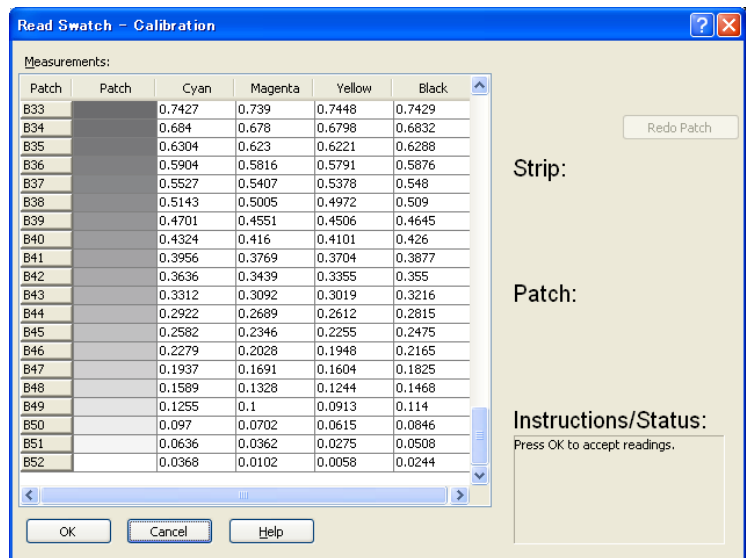 Read Swatch - Calibration
Measurements:
Patch Patch Cyan Magenta Yellow Black
B33 0.7427 0.739 0.7448 0.7429
B34 0.684 0.678 0.6798 0.6832
B35 0.6304 0.623 0.6221 0.6288
B36 0.5904 0.5816 0.5791 0.5876
B37 0.5527 0.5407 0.5378 0.548
B38 0.5143 0.5005 0.4972 0.509
B39 0.4701 0.4551 0.4506 0.4645
B40 0.4324 0.416 0.4101 0.426
B41 0.3956 0.3769 0.3704 0.3877
B42 0.3636 0.3439 0.3355 0.355
B43 0.3312 0.3092 0.3019 0.3216
B44 0.2922 0.2689 0.2612 0.2815
B45 0.2582 0.2346 0.2255 0.2475
B46 0.2279 0.2028 0.1948 0.2165
B47 0.1937 0.1691 0.1604 0.1825
B48 0.1589 0.1328 0.1244 0.1468
B49 0.1255 0.1 0.0913 0.114
B50 0.097 0.0702 0.0615 0.0846
B51 0.0636 0.0362 0.0275 0.0508
B52 0.0368 0.0102 0.0058 0.0244
OK Cancel Help
Redo Patch
Strip:
Patch:
Instructions/Status:
Press OK to accept readings.